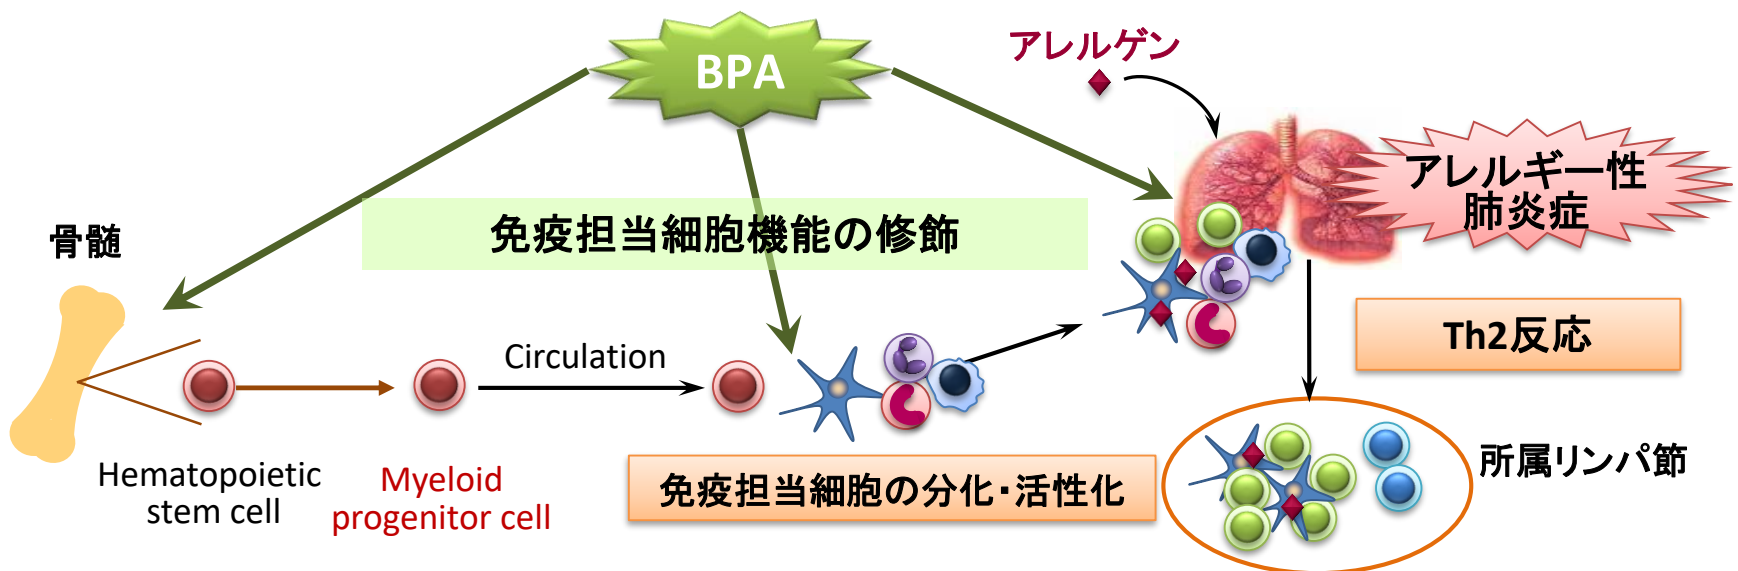 BPA
アレルゲン
アレルギー性
肺炎症
免疫担当細胞機能の修飾
骨髄
Th2反応
Circulation
Hematopoietic
stem cell
Myeloid
progenitor cell
免疫担当細胞の分化・活性化
所属リンパ節